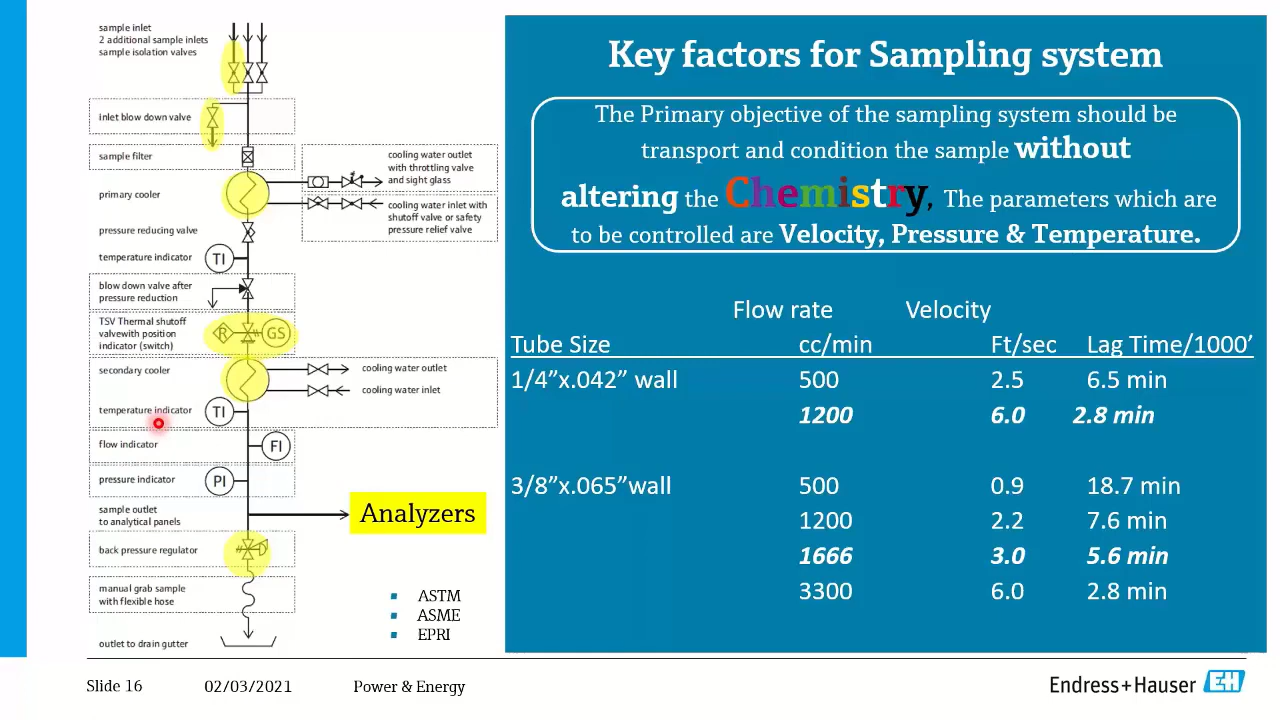 sample inlet
2 additional sample inlets
sample isolation valves
inlet blow down valve
sample filter
cooling water outlet
with throttling valve
and sight glass
primary cooler
cooling water inlet with
shutoff valve or safety
pressure relief valve
pressure reducing valve
temperature indicator
TI
blow down valve after
pressure reduction
TSV Thermal shutoff
valvewith position
indicator (switch)
R
GS
secondary cooler
cooling water outlet
cooling water inlet
temperature indicator
TI
flow indicator
FI
pressure indicator
PI
sample outlet
to analytical panels
Analyzers
back pressure regulator
manual grab sample
with flexible hose
outlet to drain gutter
▪ ASTM
▪ ASME
▪ EPRI
Key factors for Sampling system
The Primary objective of the sampling system should be
transport and condition the sample without
altering the Chemistry, The parameters which are
to be controlled are Velocity, Pressure & Temperature.
Flow rate Velocity
Tube Size cc/min Ft/sec Lag Time/1000’
1/4”x.042” wall 500 2.5 6.5 min
1200 6.0 2.8 min
3/8”x.065”wall 500 0.9 18.7 min
1200 2.2 7.6 min
1666 3.0 5.6 min
3300 6.0 2.8 min
Slide 16 02/03/2021 Power & Energy
Endress+Hauser EH